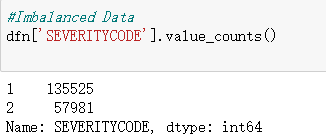 #Imbalanced Data
dfn['SEVERITYCODE'].value_counts()
1    135525
2     57981
Name: SEVERITYCODE, dtype: int64